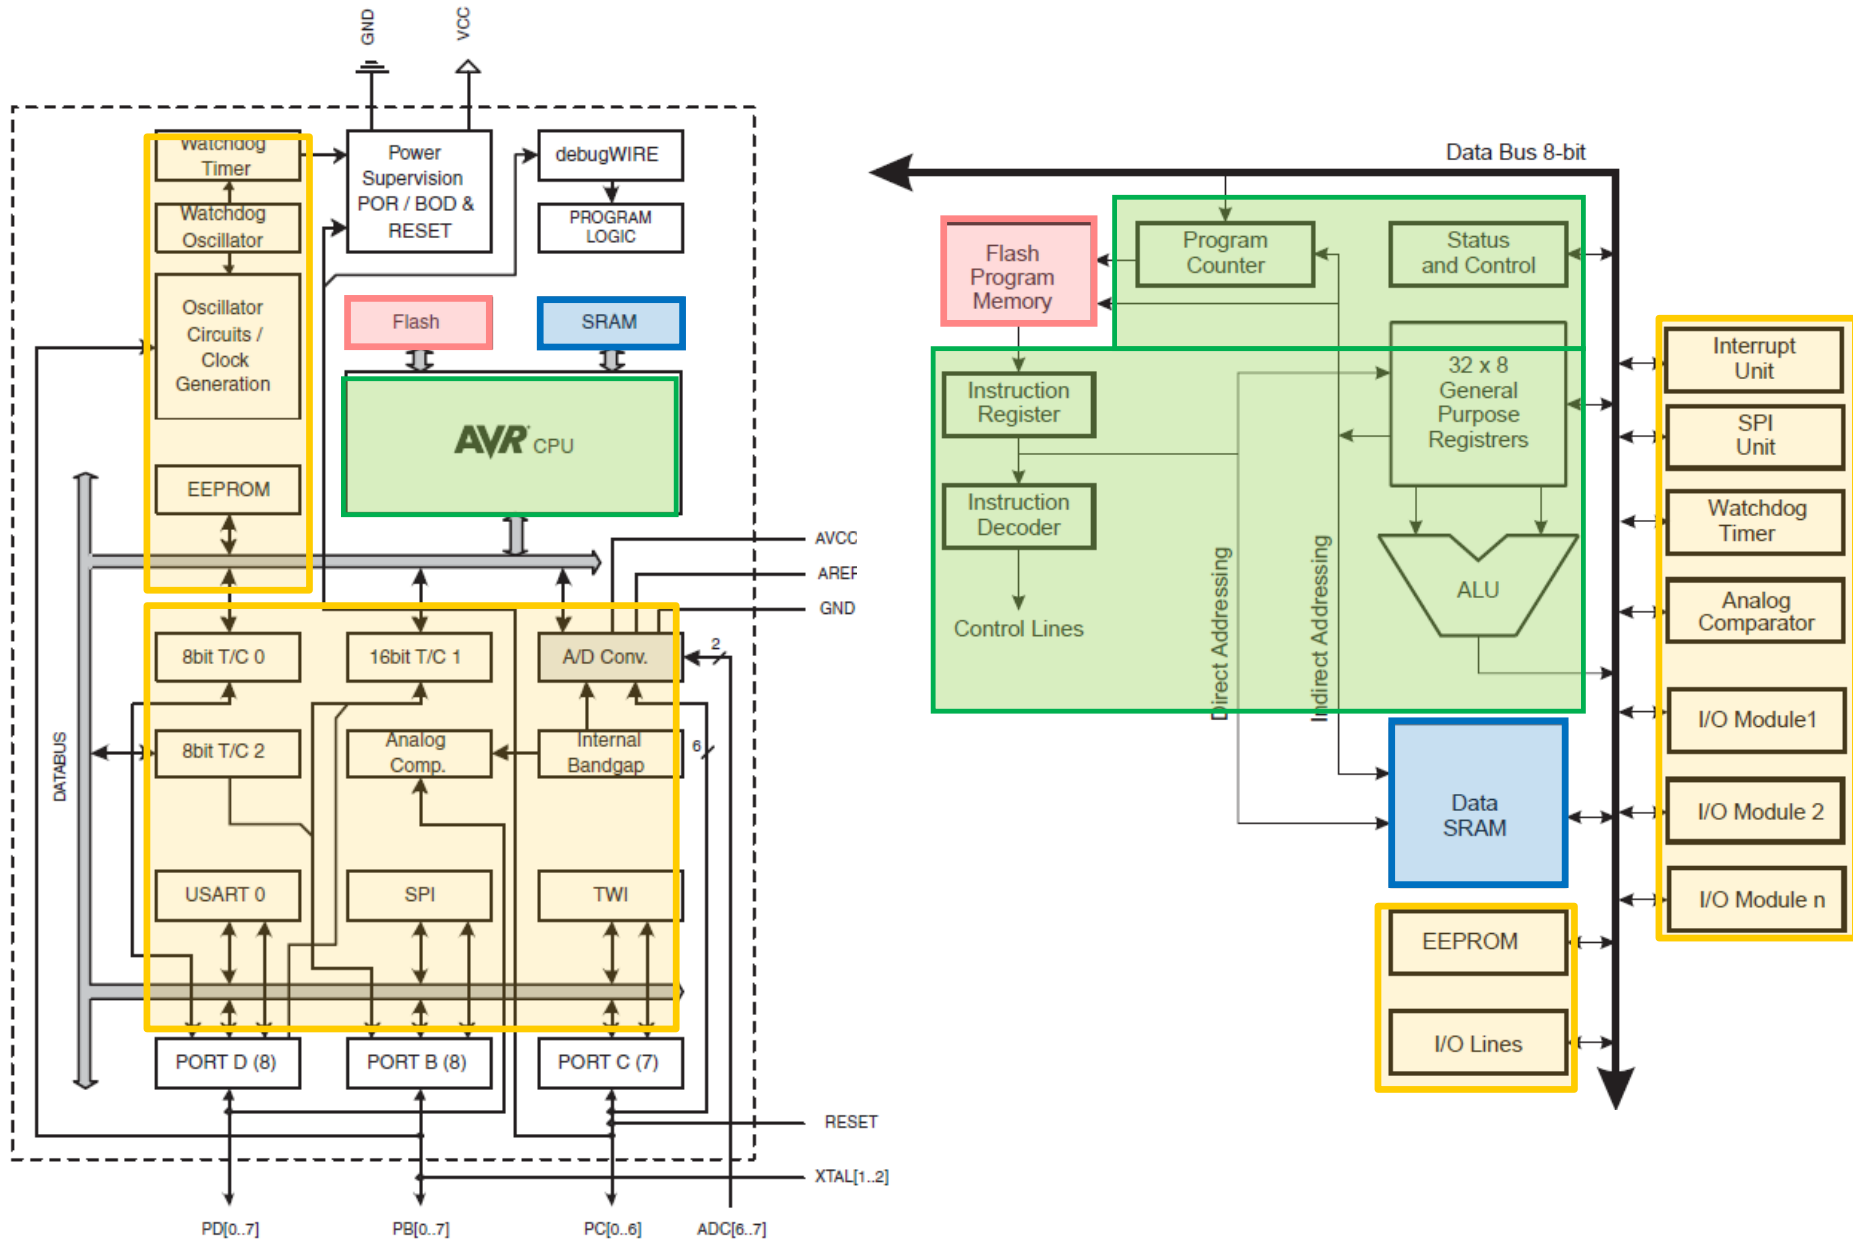 GND
VCC
Watchdog
Timer
Watchdog
Oscillator
Oscillator
Circuits /
Clock
Generation
EEPROM
Power
Supervision
POR / BOD &
RESET
debugWIRE
PROGRAM
LOGIC
Flash
SRAM
AVR CPU
AVCC
AREF
GND
DATABUS
8bit T/C 0
16bit T/C 1
A/D Conv.
2
8bit T/C 2
Analog
Comp.
Internal
Bandgap
6
USART 0
SPI
TWI
PORT D (8)
PORT B (8)
PORT C (7)
RESET
XTAL[1..2]
PD[0..7]
PB[0..7]
PC[0..6]
ADC[6..7]
Data Bus 8-bit
Flash
Program
Memory
Program
Counter
Status
and Control
Instruction
Register
32 x 8
General
Purpose
Registrers
Instruction
Decoder
Control Lines
Direct Addressing
Indirect Addressing
ALU
Data
SRAM
EEPROM
I/O Lines
Interrupt
Unit
SPI
Unit
Watchdog
Timer
Analog
Comparator
I/O Module1
I/O Module 2
I/O Module n